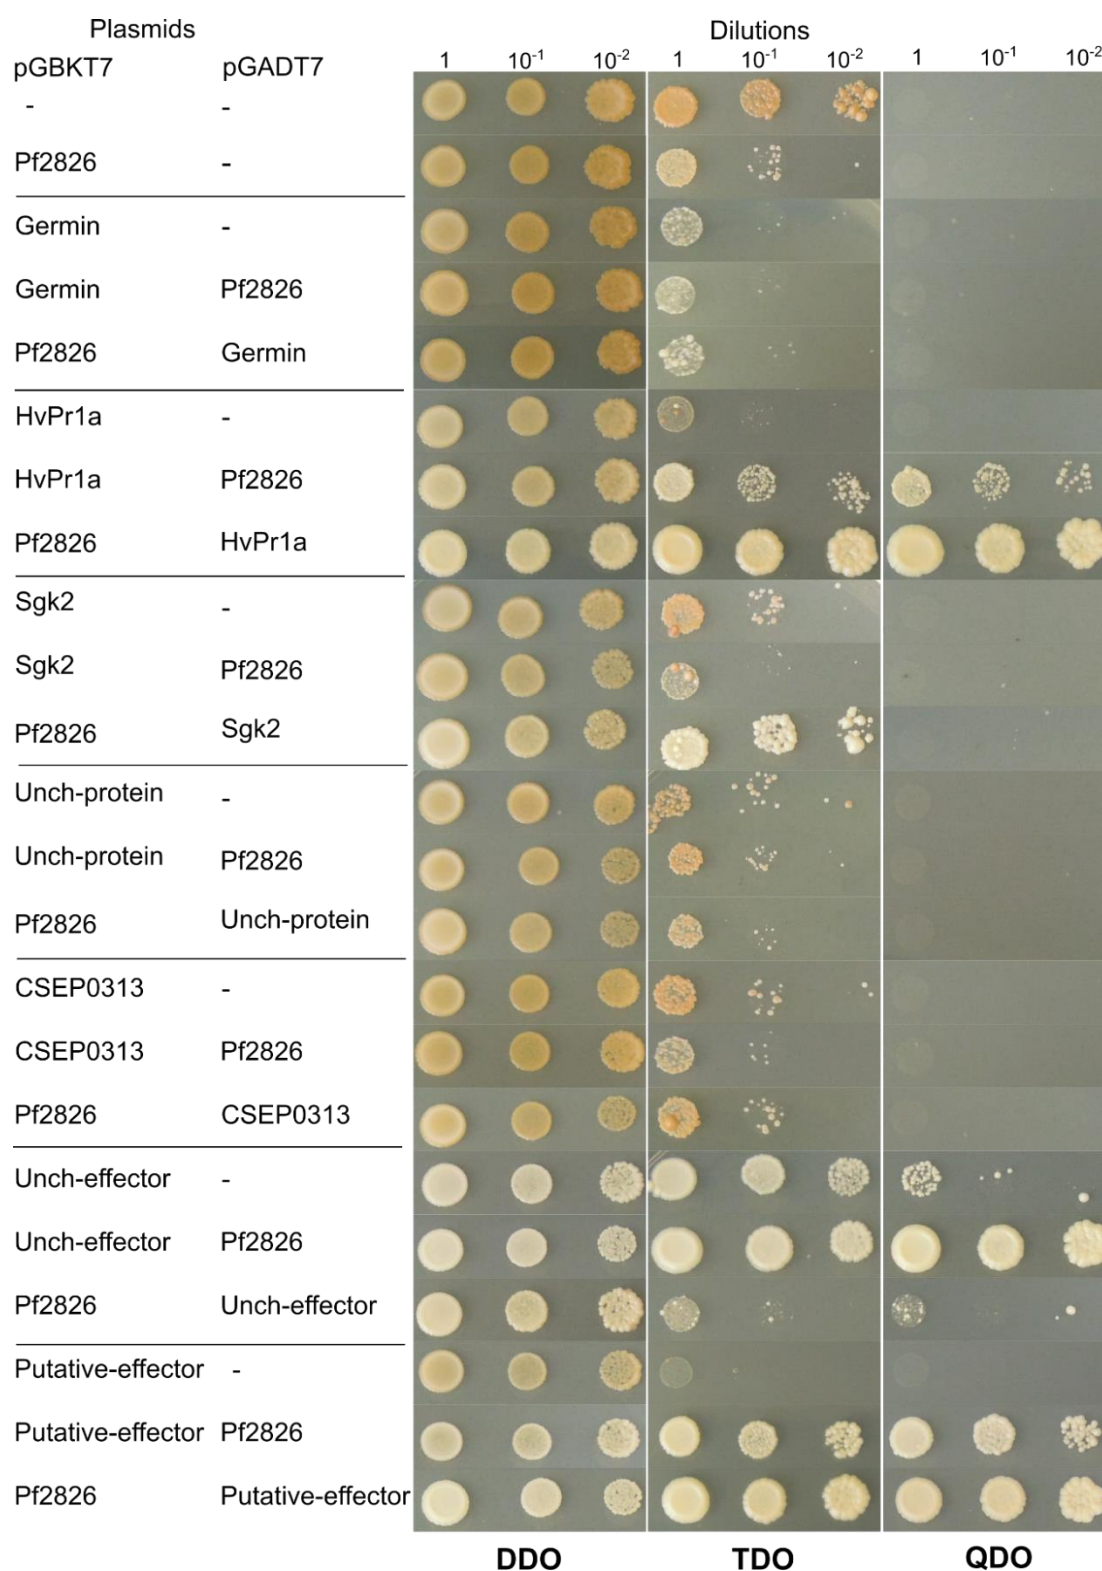 Plasmids Dilutions
pGBKT7 pGADT7 1 10⁻¹ 10⁻² 1 10⁻¹ 10⁻² 1 10⁻¹ 10⁻²
- -
Pf2826 -
Germin -
Germin Pf2826
Pf2826 Germin
HvPr1a -
HvPr1a Pf2826
Pf2826 HvPr1a
Sgk2 -
Sgk2 Pf2826
Pf2826 Sgk2
Unch-protein -
Unch-protein Pf2826
Pf2826 Unch-protein
CSEP0313 -
CSEP0313 Pf2826
Pf2826 CSEP0313
Unch-effector -
Unch-effector Pf2826
Pf2826 Unch-effector
Putative-effector -
Putative-effector Pf2826
Pf2826 Putative-effector
DDO TDO QDO